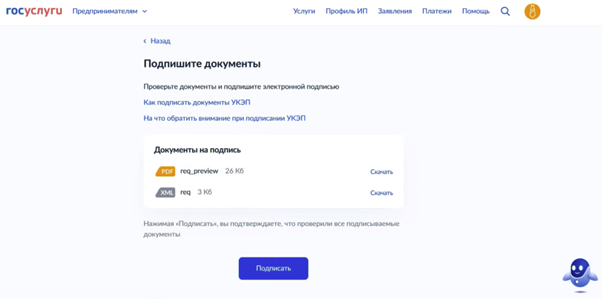 госуслуги Предпринимателям Услуги Профиль ИП Заявления Платежи Помощь
Назад
Подпишите документы
Проверьте документы и подпишите электронной подписью
Как подписать документы УКЭП
На что обратить внимание при подписании УКЭП
Документы на подпись
PDF req_preview 26 Кб Скачать
XML req 3 Кб Скачать
Нажимая «Подписать», вы подтверждаете, что проверили все подписываемые
документы
Подписать